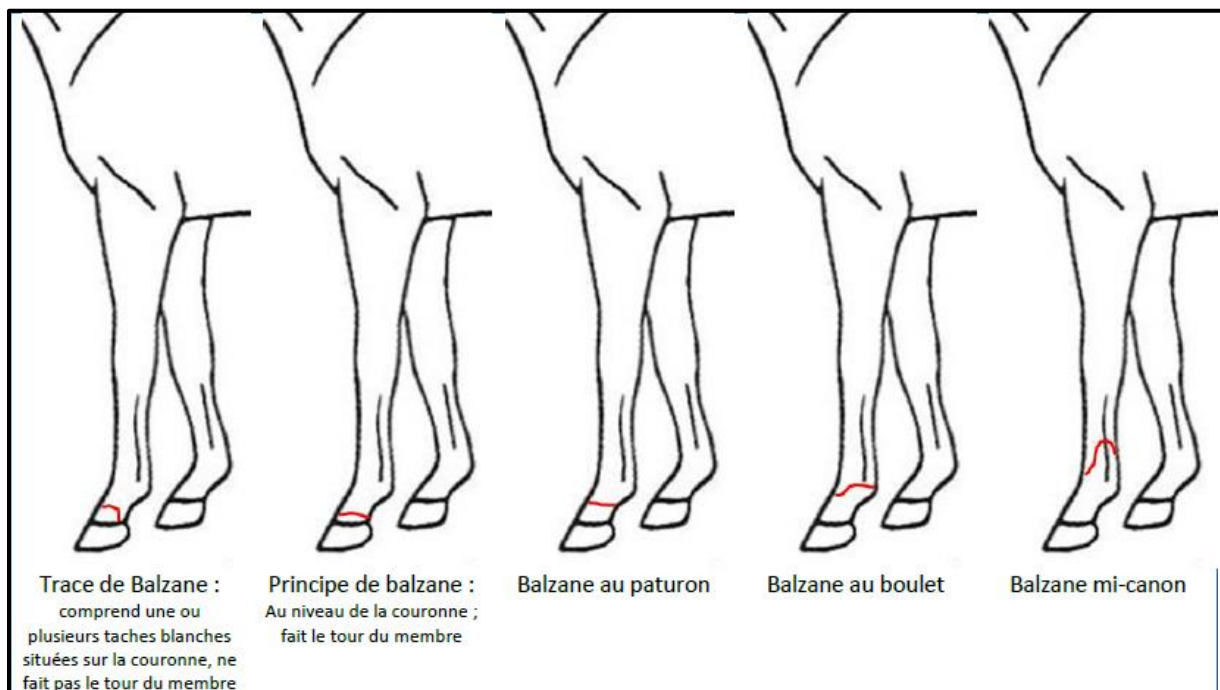 Trace de Balzane :
comprend une ou
plusieurs taches blanches
situées sur la couronne, ne
fait pas le tour du membre
Principe de balzane :
Au niveau de la couronne ;
fait le tour du membre
Balzane au paturon
Balzane au boulet
Balzane mi-canon